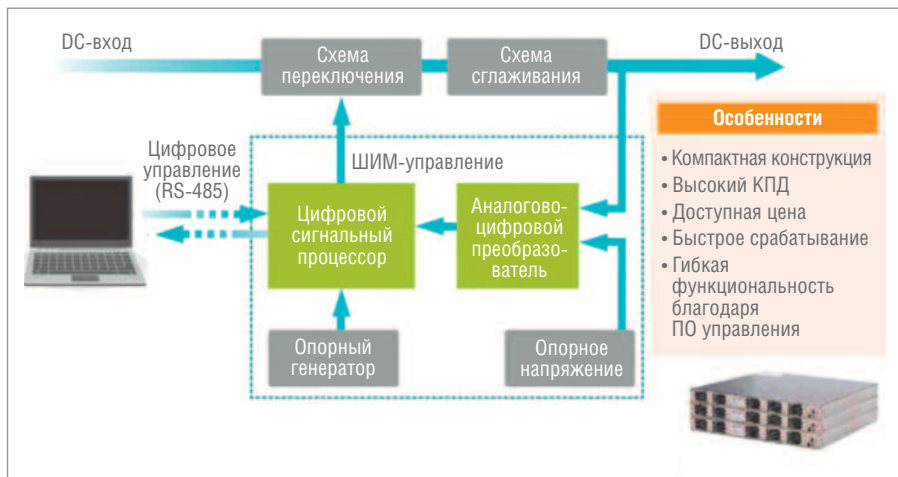 DC-вход
Схема
переключения
Схема
сглаживания
DC-выход
Цифровое
управление
(RS-485)
ШИМ-управление
Цифровой
сигнальный
процессор
Аналогово-
цифровой
преобразо-
ватель
Опорный
генератор
Опорное
напряжение
Особенности
• Компактная конструкция
• Высокий КПД
• Доступная цена
• Быстрое срабатывание
• Гибкая
функциональность
благодаря
ПО управления